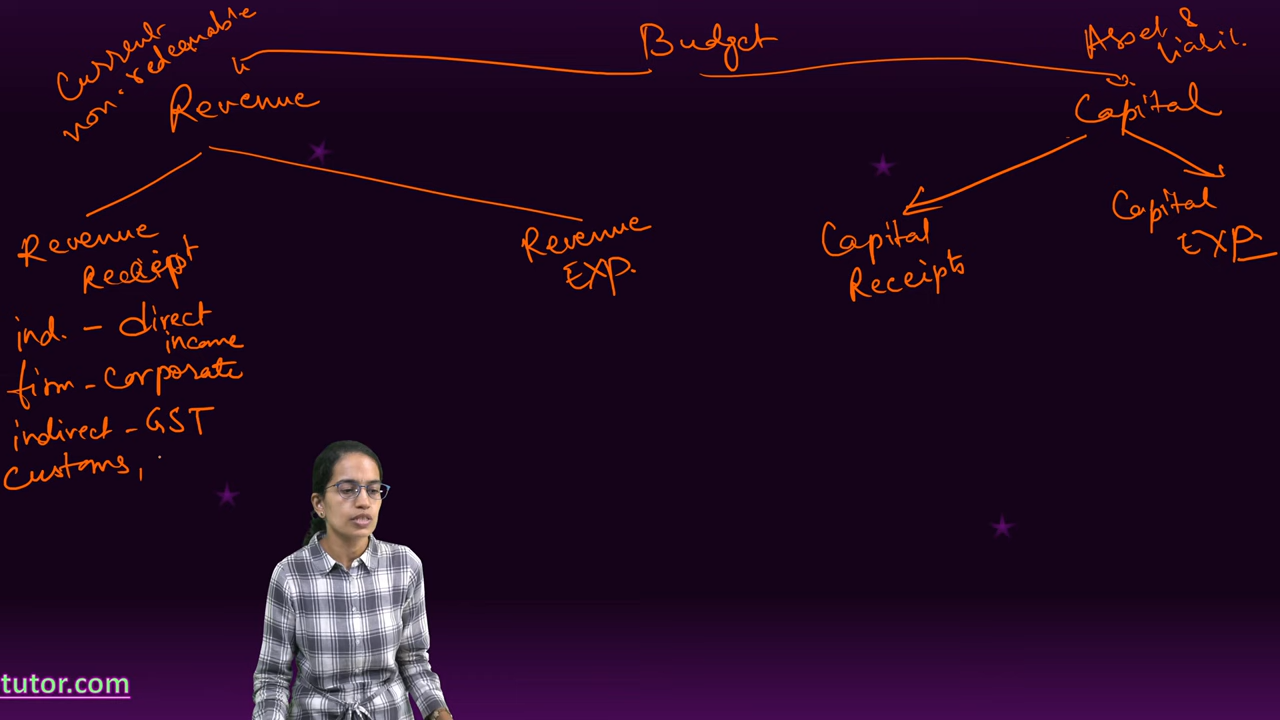 Budget
Current
non-redeemable
Revenue
Asset &
liabil.
Capital
Revenue
Receipt
Revenue
EXP.
Capital
Receipts
Capital
EXP.
ind. - direct
income
firm - corporate
indirect - GST
Customs,
tutor.com